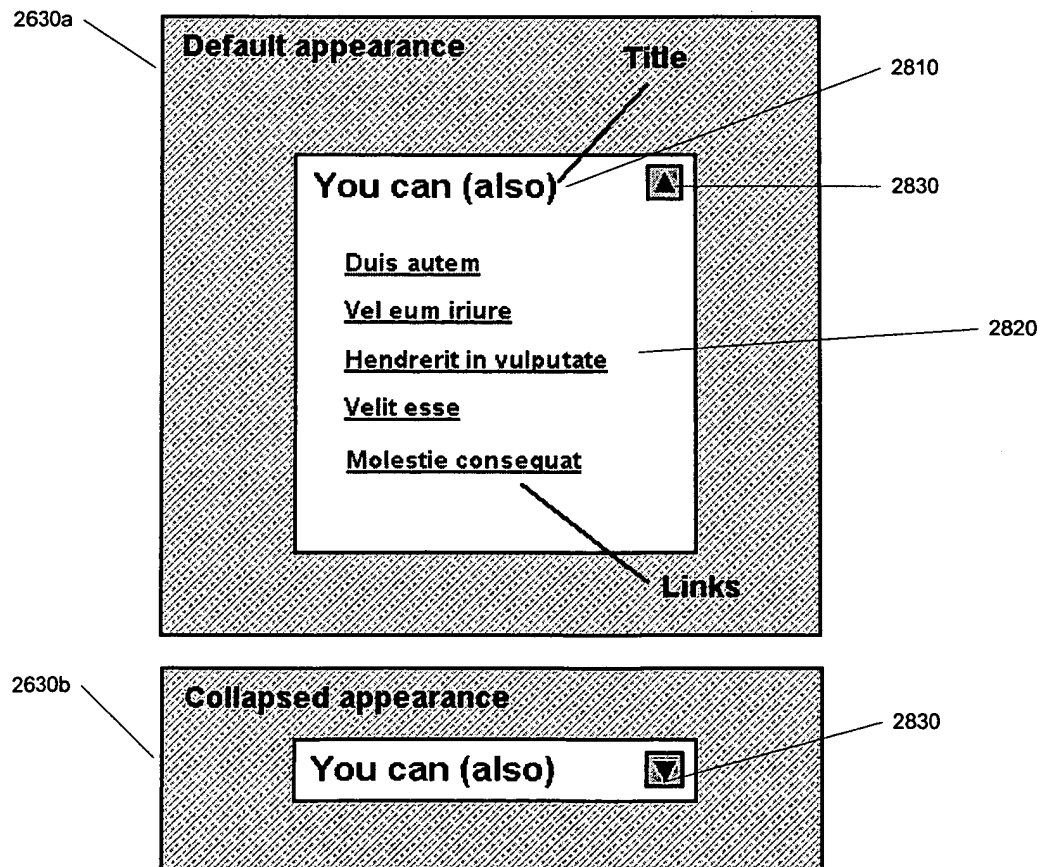 2630a
Default appearance
Title
2810
You can (also)
2830
Duis autem
Vel eum iriure
2820
Hendrerit in vulputate
Velit esse
Molestie consequat
Links
2630b
Collapsed appearance
2830
You can (also)